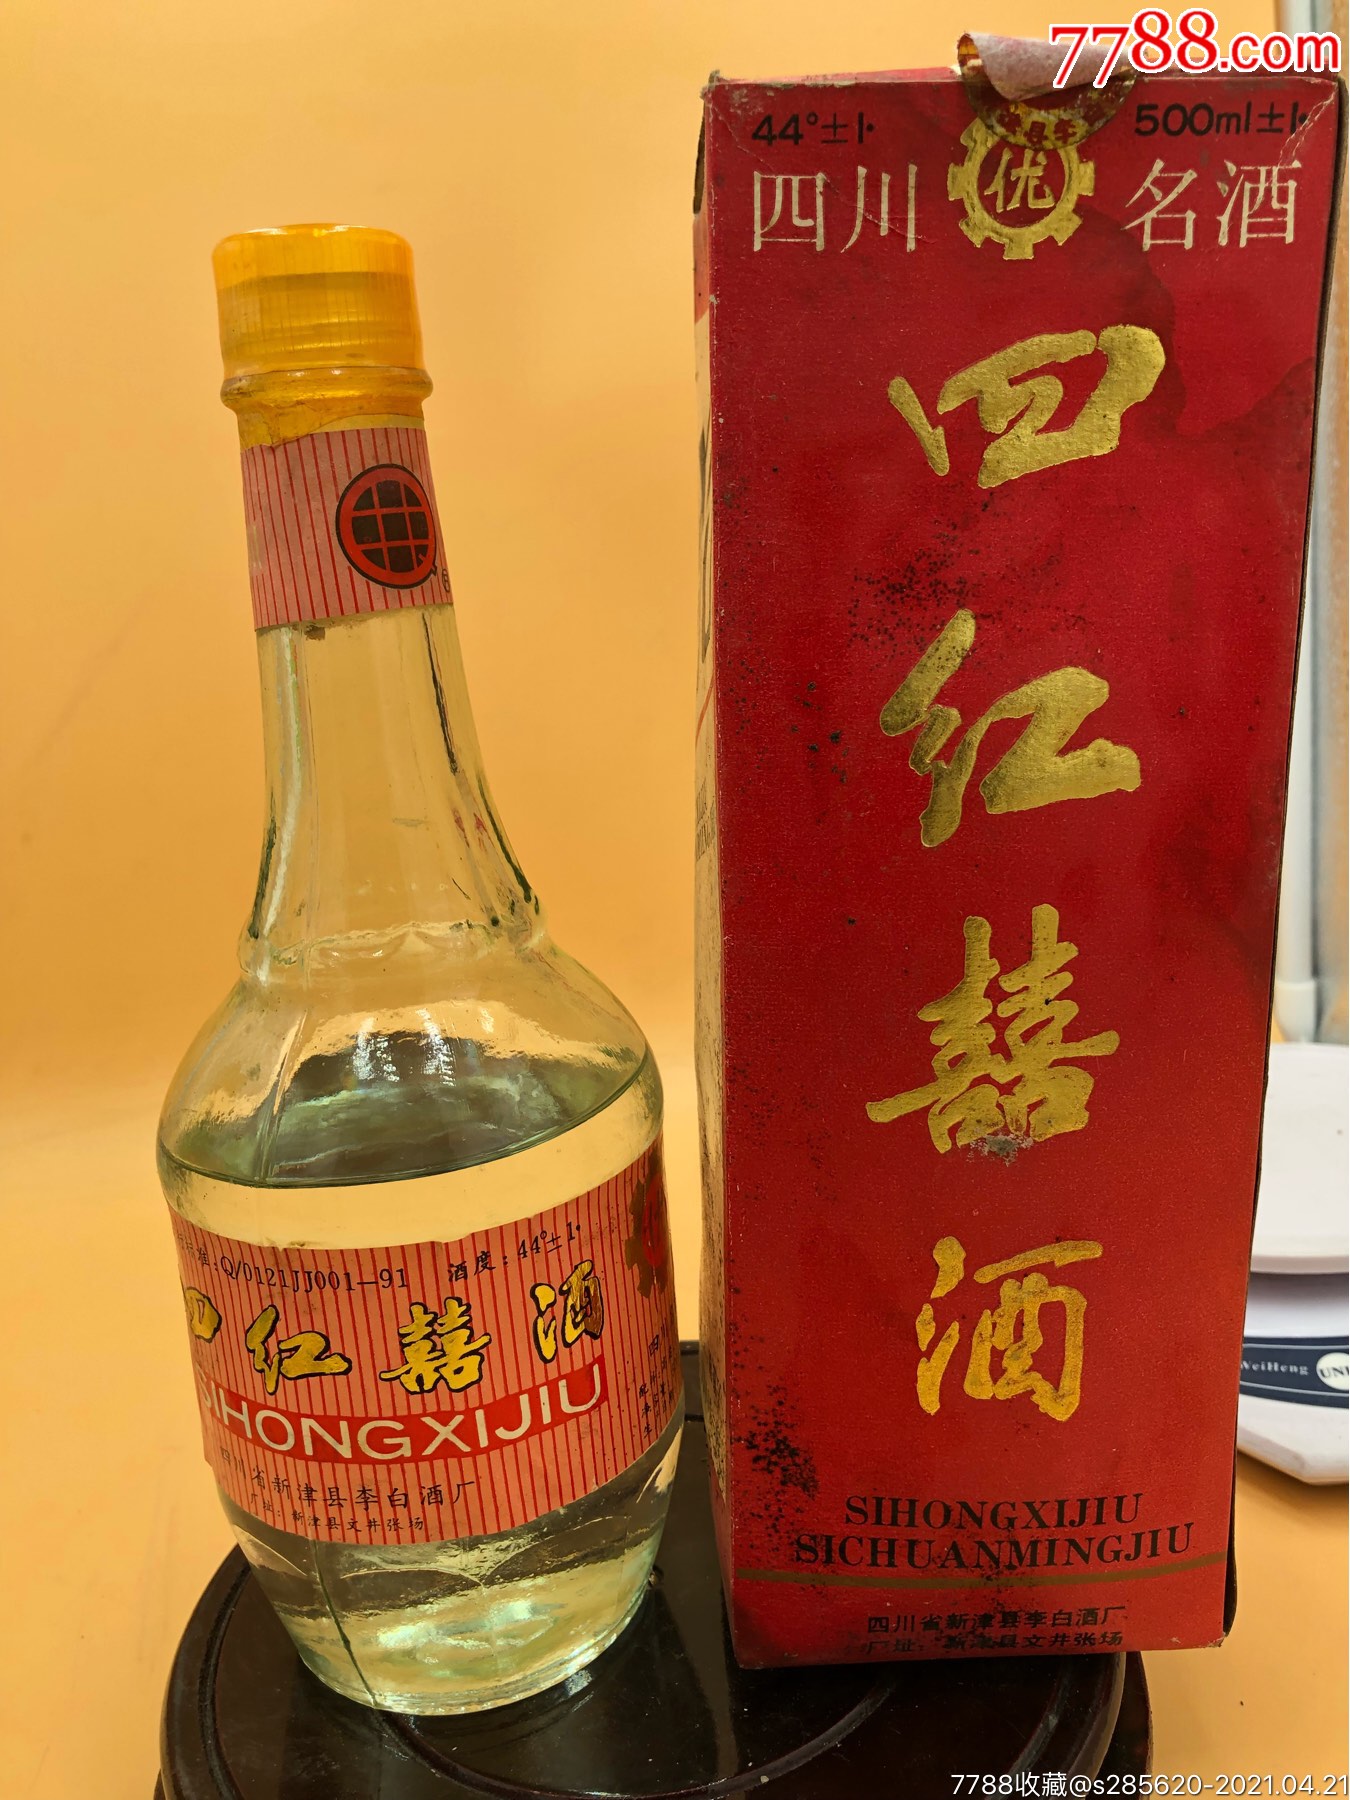 7788.com
44°±1·
500ml±1·
四川
优
名酒
四红囍酒
SIHONGXIJIU
SICHUANMINGJIU
四川省新津县李白酒厂
厂址：新津县文井张场
准:Q/0121JJ001—91
酒度：44°±1·
四红囍酒
SIHONGXIJIU
四川省新津县李白酒厂
厂址：新津县文井张场
WeiHeng
UNI
7788收藏@s285620-2021.04.21